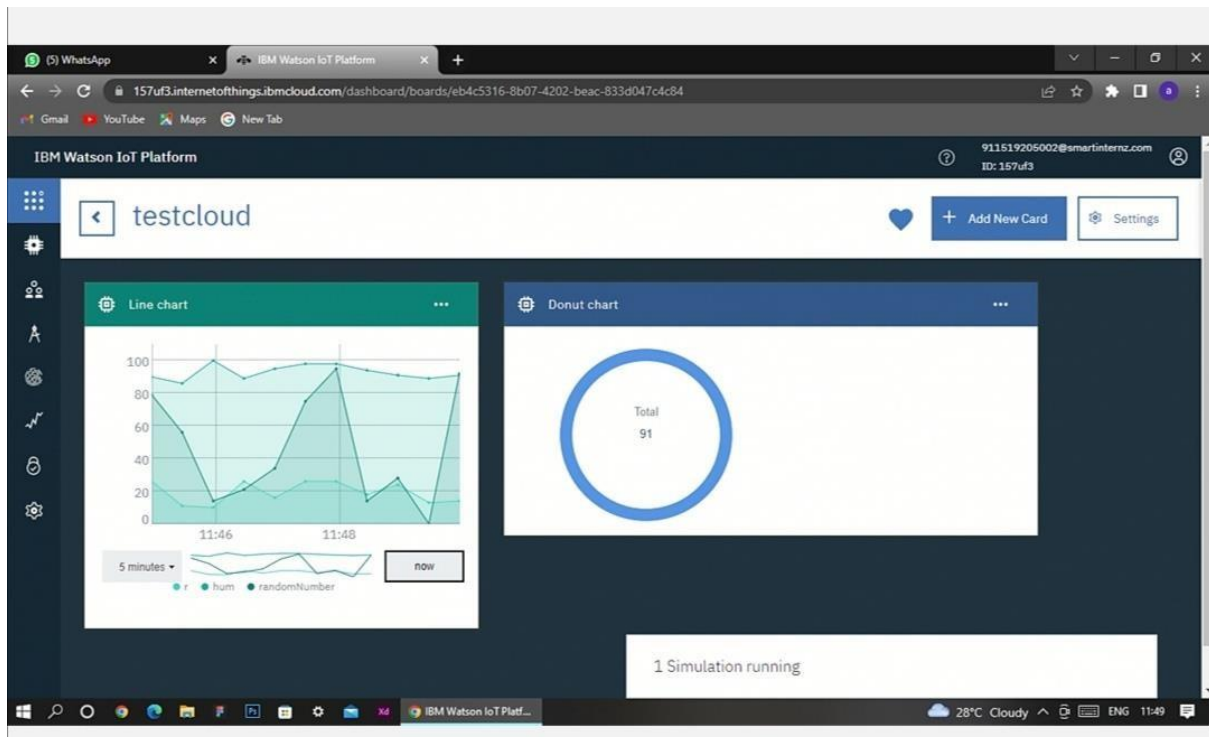 (5) WhatsApp
IBM Watson IoT Platform
157uf3.internetofthings.ibmcloud.com/dashboard/boards/eb4c5316-8b07-4202-beac-833d047c4c84
a
Gmail YouTube Maps New Tab
IBM Watson IoT Platform
911519205002@smartinternz.com
ID: 157uf3
testcloud
+ Add New Card
Settings
Line chart
Donut chart
100
80
60
40
20
0
11:46 11:48
5 minutes
now
r hum randomNumber
Total
91
1 Simulation running
Ps
Xd
IBM Watson IoT Platf...
28°C Cloudy
ENG 11:49